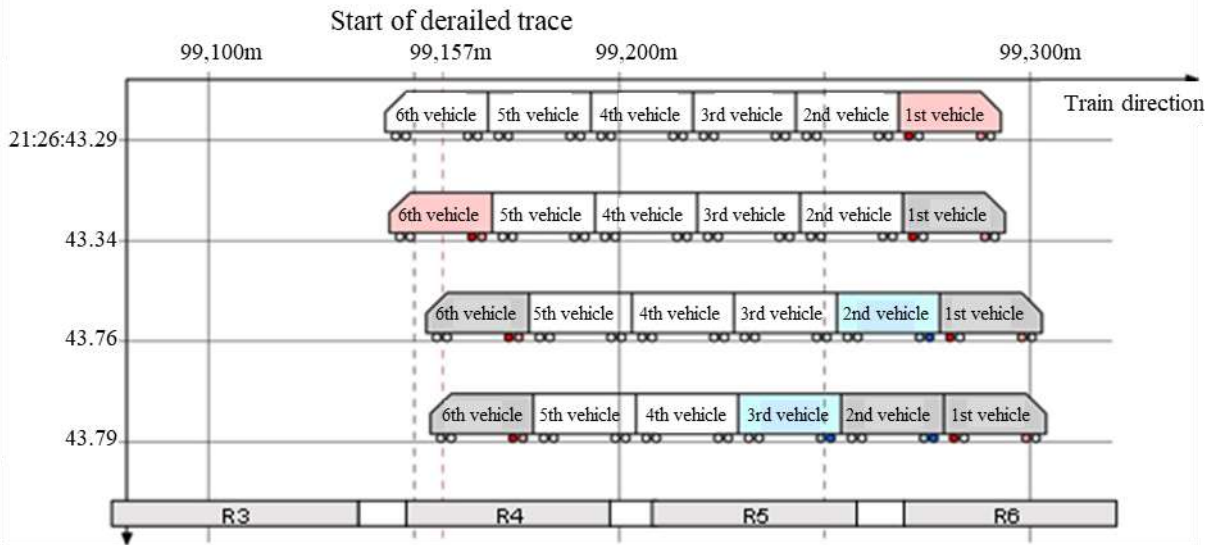 Start of derailed trace
99,100m 99,157m 99,200m 99,300m
Train direction
6th vehicle 5th vehicle 4th vehicle 3rd vehicle 2nd vehicle 1st vehicle
21:26:43.29
6th vehicle 5th vehicle 4th vehicle 3rd vehicle 2nd vehicle 1st vehicle
43.34
6th vehicle 5th vehicle 4th vehicle 3rd vehicle 2nd vehicle 1st vehicle
43.76
6th vehicle 5th vehicle 4th vehicle 3rd vehicle 2nd vehicle 1st vehicle
43.79
R3 R4 R5 R6